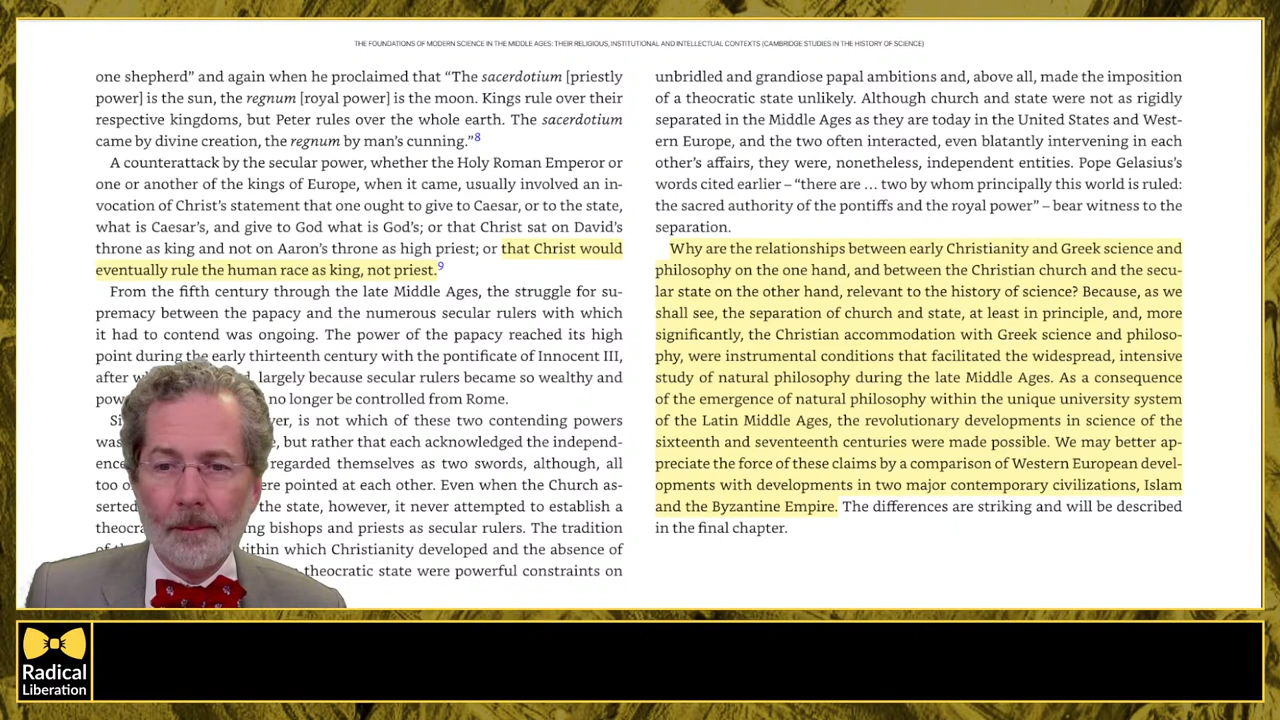 THE FOUNDATIONS OF MODERN SCIENCE IN THE MIDDLE AGES: THEIR RELIGIOUS, INSTITUTIONAL AND INTELLECTUAL CONTEXTS (CAMBRIDGE STUDIES IN THE HISTORY OF SCIENCE)
one shepherd” and again when he proclaimed that “The sacerdotium [priestly
power] is the sun, the regnum [royal power] is the moon. Kings rule over their
respective kingdoms, but Peter rules over the whole earth. The sacerdotium
came by divine creation, the regnum by man's cunning.”8
A counterattack by the secular power, whether the Holy Roman Emperor or
one or another of the kings of Europe, when it came, usually involved an in-
vocation of Christ's statement that one ought to give to Caesar, or to the state,
what is Caesar's, and give to God what is God's; or that Christ sat on David's
throne as king and not on Aaron's throne as high priest; or that Christ would
eventually rule the human race as king, not priest.9
From the fifth century through the late Middle Ages, the struggle for su-
premacy between the papacy and the numerous secular rulers with which
it had to contend was ongoing. The power of the papacy reached its high
point during the early thirteenth century with the pontificate of Innocent III,
after largely because secular rulers became so wealthy and
no longer be controlled from Rome.
is not which of these two contending powers
was but rather that each acknowledged the independ-
ence regarded themselves as two swords, although, all
too pointed at each other. Even when the Church as-
serted the state, however, it never attempted to establish a
bishops and priests as secular rulers. The tradition
within which Christianity developed and the absence of
theocratic state were powerful constraints on
unbridled and grandiose papal ambitions and, above all, made the imposition
of a theocratic state unlikely. Although church and state were not as rigidly
separated in the Middle Ages as they are today in the United States and West-
ern Europe, and the two often interacted, even blatantly intervening in each
other's affairs, they were, nonetheless, independent entities. Pope Gelasius's
words cited earlier – “there are … two by whom principally this world is ruled:
the sacred authority of the pontiffs and the royal power” – bear witness to the
separation.
Why are the relationships between early Christianity and Greek science and
philosophy on the one hand, and between the Christian church and the secu-
lar state on the other hand, relevant to the history of science? Because, as we
shall see, the separation of church and state, at least in principle, and, more
significantly, the Christian accommodation with Greek science and philoso-
phy, were instrumental conditions that facilitated the widespread, intensive
study of natural philosophy during the late Middle Ages. As a consequence
of the emergence of natural philosophy within the unique university system
of the Latin Middle Ages, the revolutionary developments in science of the
sixteenth and seventeenth centuries were made possible. We may better ap-
preciate the force of these claims by a comparison of Western European devel-
opments with developments in two major contemporary civilizations, Islam
and the Byzantine Empire. The differences are striking and will be described
in the final chapter.
Radical
Liberation